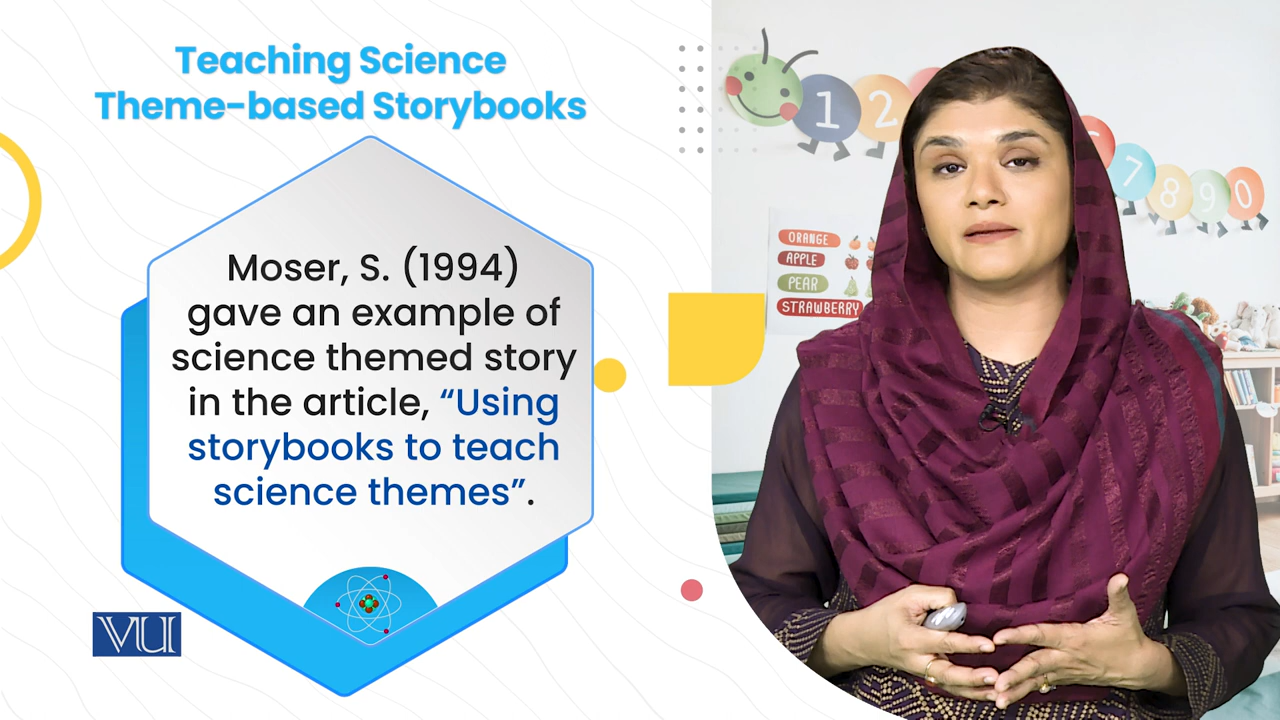 Teaching Science
Theme-based Storybooks
Moser, S. (1994)
gave an example of
science themed story
in the article, “Using
storybooks to teach
science themes”.
VU
1 2
6 7 8 9 0
ORANGE
APPLE
PEAR
STRAWBERRY